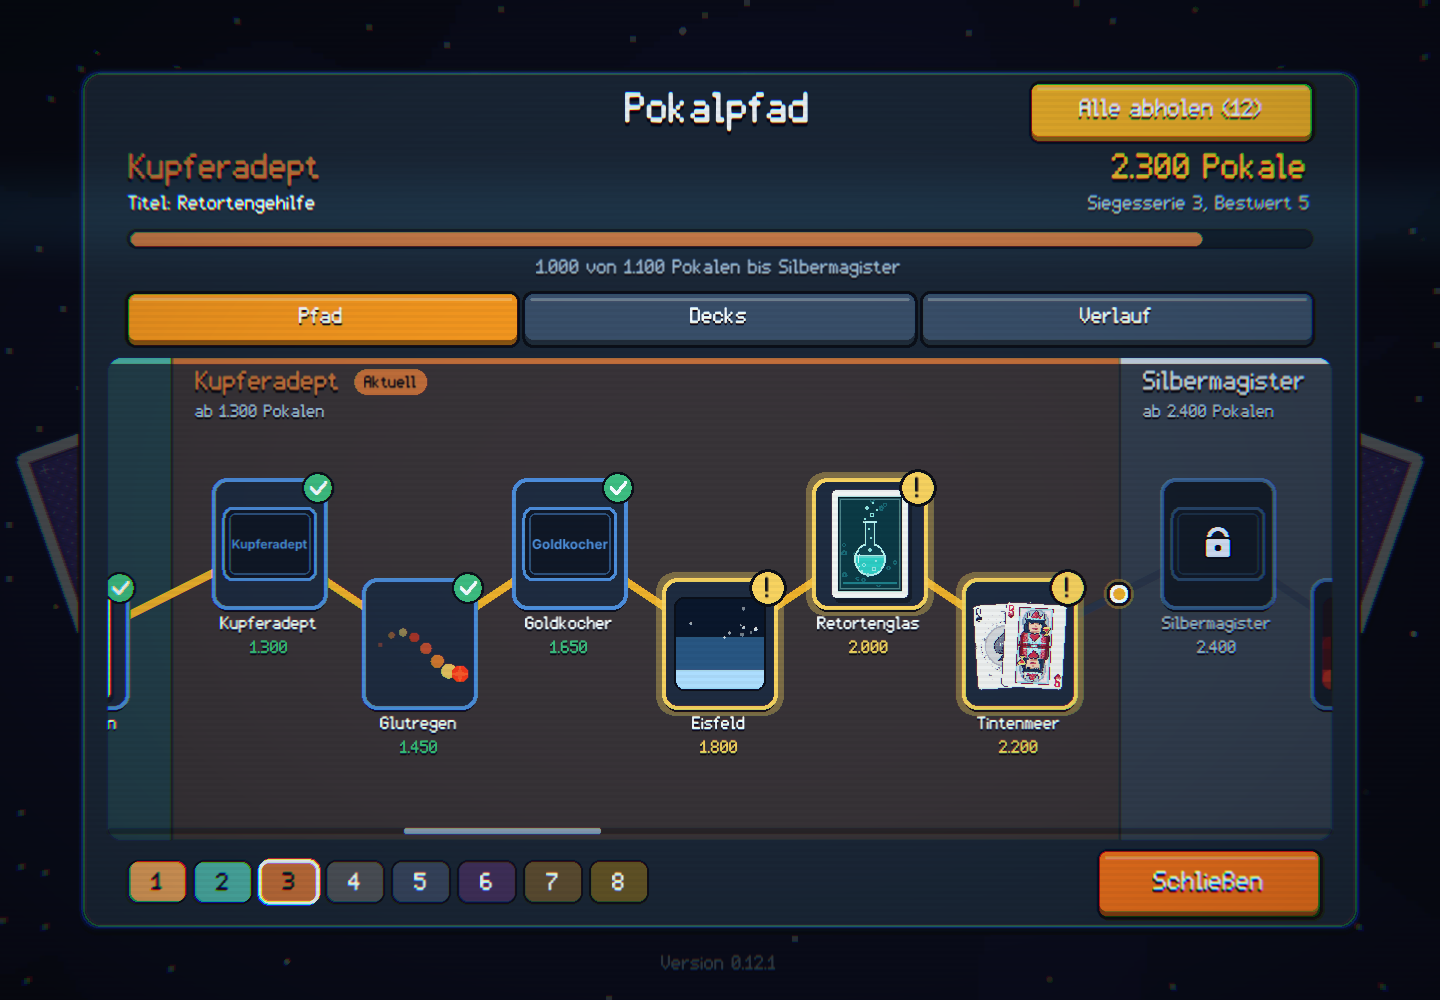 Pokalpfad
Alle abholen (12)
Kupferadept
2.300 Pokale
Titel: Retortengehilfe
Siegesserie 3, Bestwert 5
1.000 von 1.100 Pokalen bis Silbermagister
Pfad
Decks
Verlauf
Kupferadept
Aktuell
ab 1.300 Pokalen
Silbermagister
ab 2.400 Pokalen
Kupferadept
Kupferadept
1.300
Glutregen
1.450
Goldkocher
Goldkocher
1.650
!
Eisfeld
1.800
!
Retortenglas
2.000
!
Tintenmeer
2.200
Silbermagister
2.400
n
1 2 3 4 5 6 7 8
Schließen
Version 0.12.1